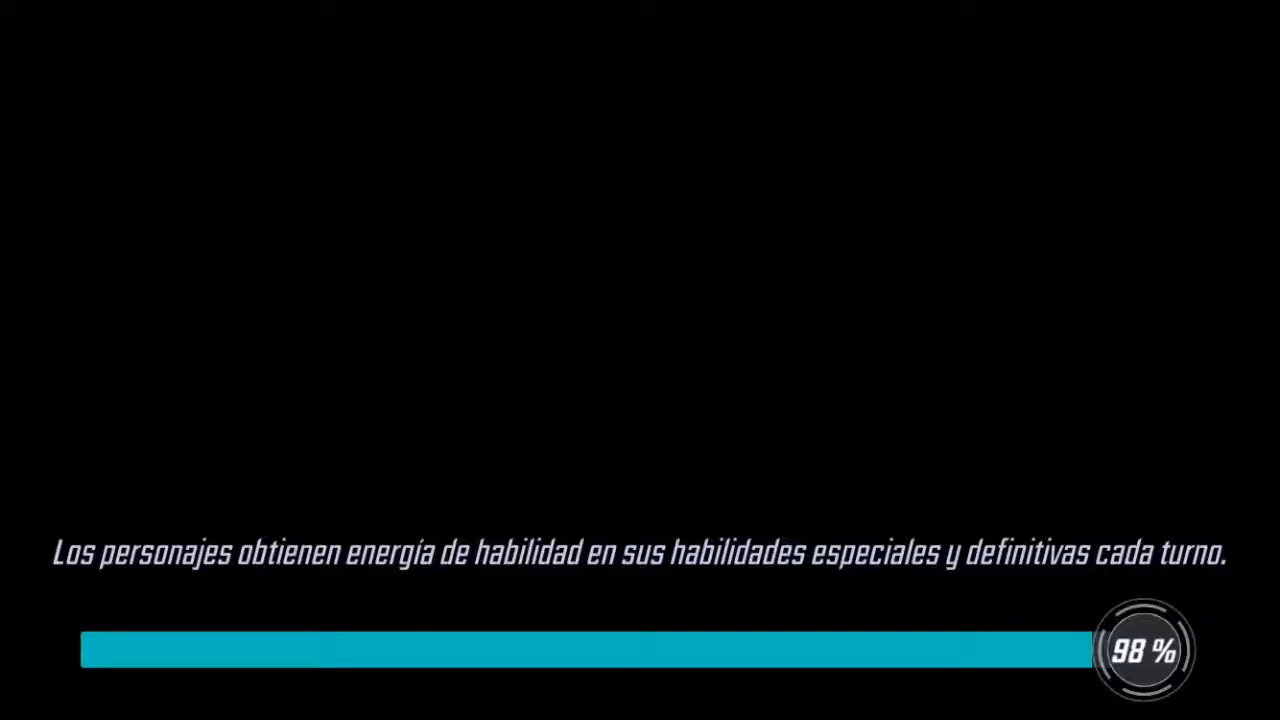 Los personajes obtienen energía de habilidad en sus habilidades especiales y definitivas cada turno.
98 %